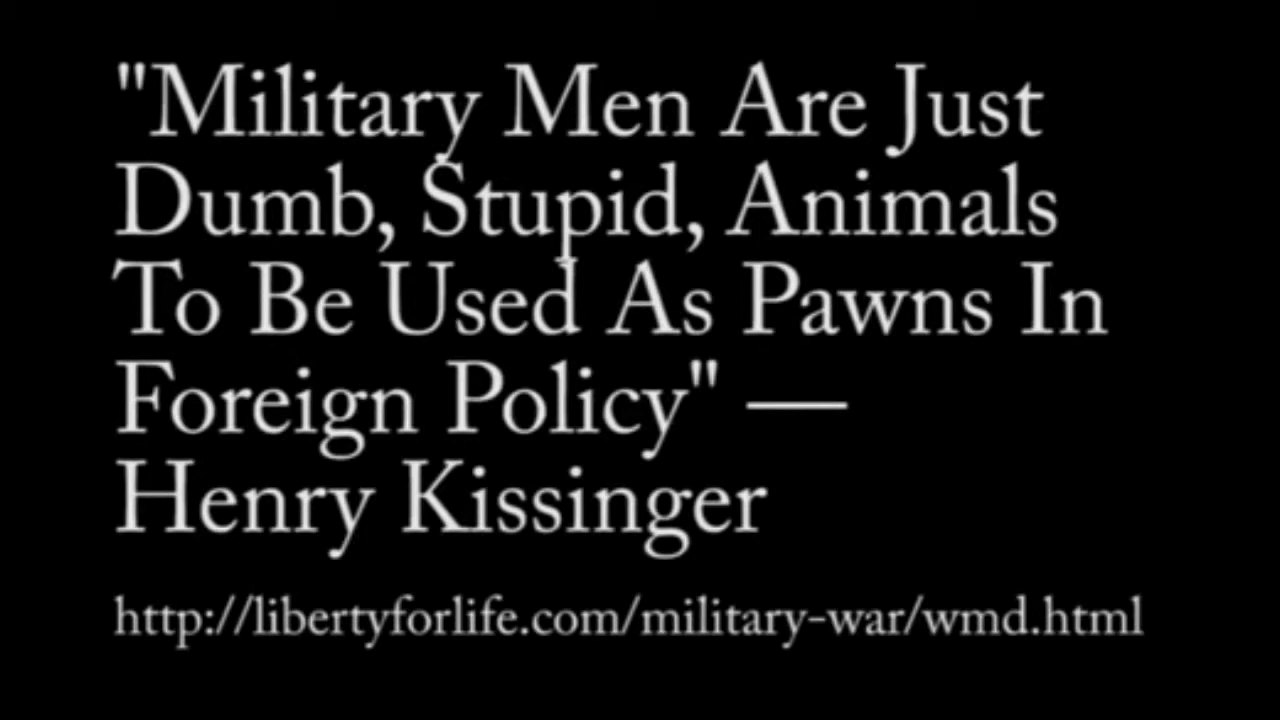 "Military Men Are Just
Dumb, Stupid, Animals
To Be Used As Pawns In
Foreign Policy" —
Henry Kissinger
http://libertyforlife.com/military-war/wmd.html